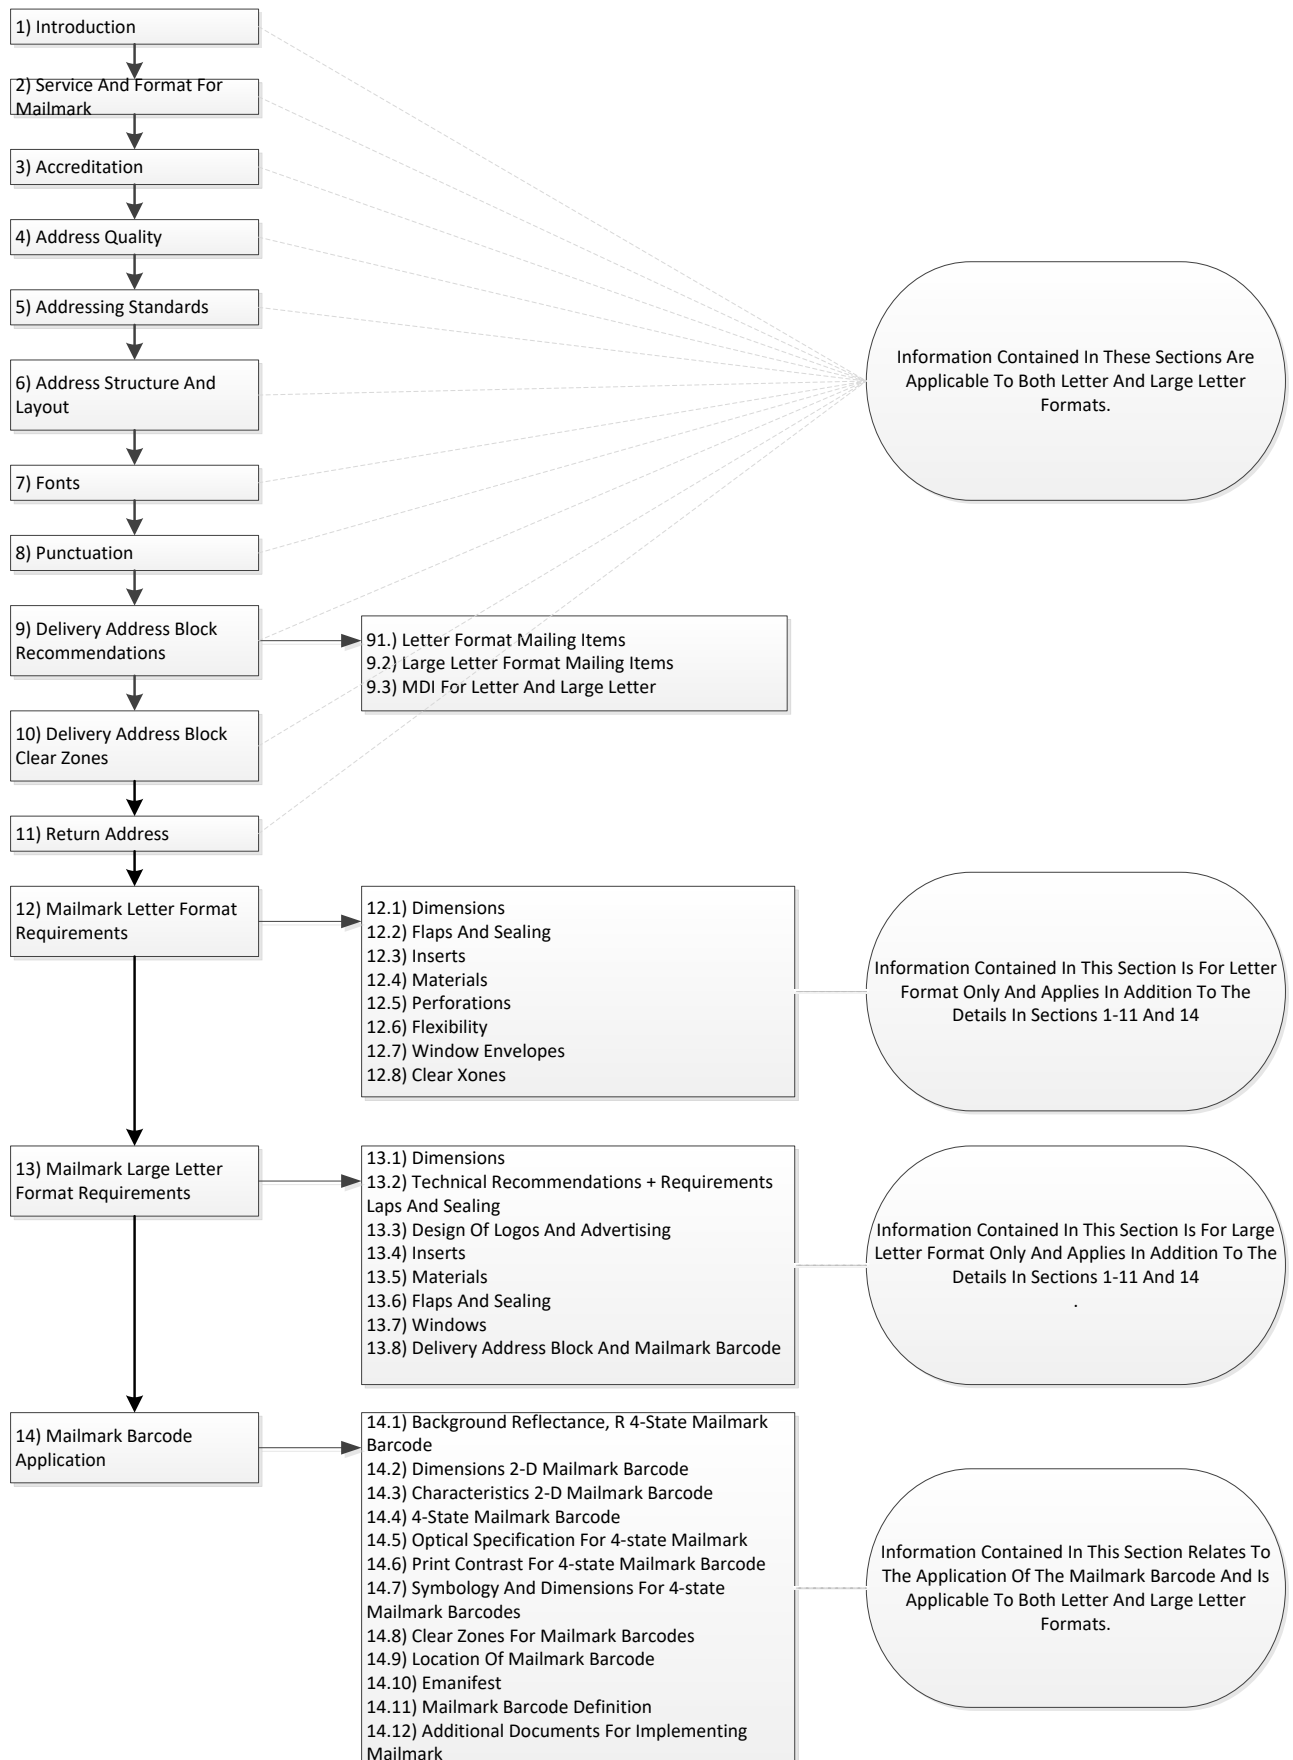 1) Introduction
2) Service And Format For
Mailmark
3) Accreditation
4) Address Quality
5) Addressing Standards
6) Address Structure And
Layout
7) Fonts
8) Punctuation
9) Delivery Address Block
Recommendations
10) Delivery Address Block
Clear Zones
11) Return Address
Information Contained In These Sections Are
Applicable To Both Letter And Large Letter
Formats.
91.) Letter Format Mailing Items
9.2) Large Letter Format Mailing Items
9.3) MDI For Letter And Large Letter
12) Mailmark Letter Format
Requirements
12.1) Dimensions
12.2) Flaps And Sealing
12.3) Inserts
12.4) Materials
12.5) Perforations
12.6) Flexibility
12.7) Window Envelopes
12.8) Clear Xones
Information Contained In This Section Is For Letter
Format Only And Applies In Addition To The
Details In Sections 1-11 And 14
13) Mailmark Large Letter
Format Requirements
13.1) Dimensions
13.2) Technical Recommendations + Requirements
Laps And Sealing
13.3) Design Of Logos And Advertising
13.4) Inserts
13.5) Materials
13.6) Flaps And Sealing
13.7) Windows
13.8) Delivery Address Block And Mailmark Barcode
Information Contained In This Section Is For Large
Letter Format Only And Applies In Addition To The
Details In Sections 1-11 And 14
.
14) Mailmark Barcode
Application
14.1) Background Reflectance, R 4-State Mailmark
Barcode
14.2) Dimensions 2-D Mailmark Barcode
14.3) Characteristics 2-D Mailmark Barcode
14.4) 4-State Mailmark Barcode
14.5) Optical Specification For 4-state Mailmark
14.6) Print Contrast For 4-state Mailmark Barcode
14.7) Symbology And Dimensions For 4-state
Mailmark Barcodes
14.8) Clear Zones For Mailmark Barcodes
14.9) Location Of Mailmark Barcode
14.10) Emanifest
14.11) Mailmark Barcode Definition
14.12) Additional Documents For Implementing
Mailmark
Information Contained In This Section Relates To
The Application Of The Mailmark Barcode And Is
Applicable To Both Letter And Large Letter
Formats.